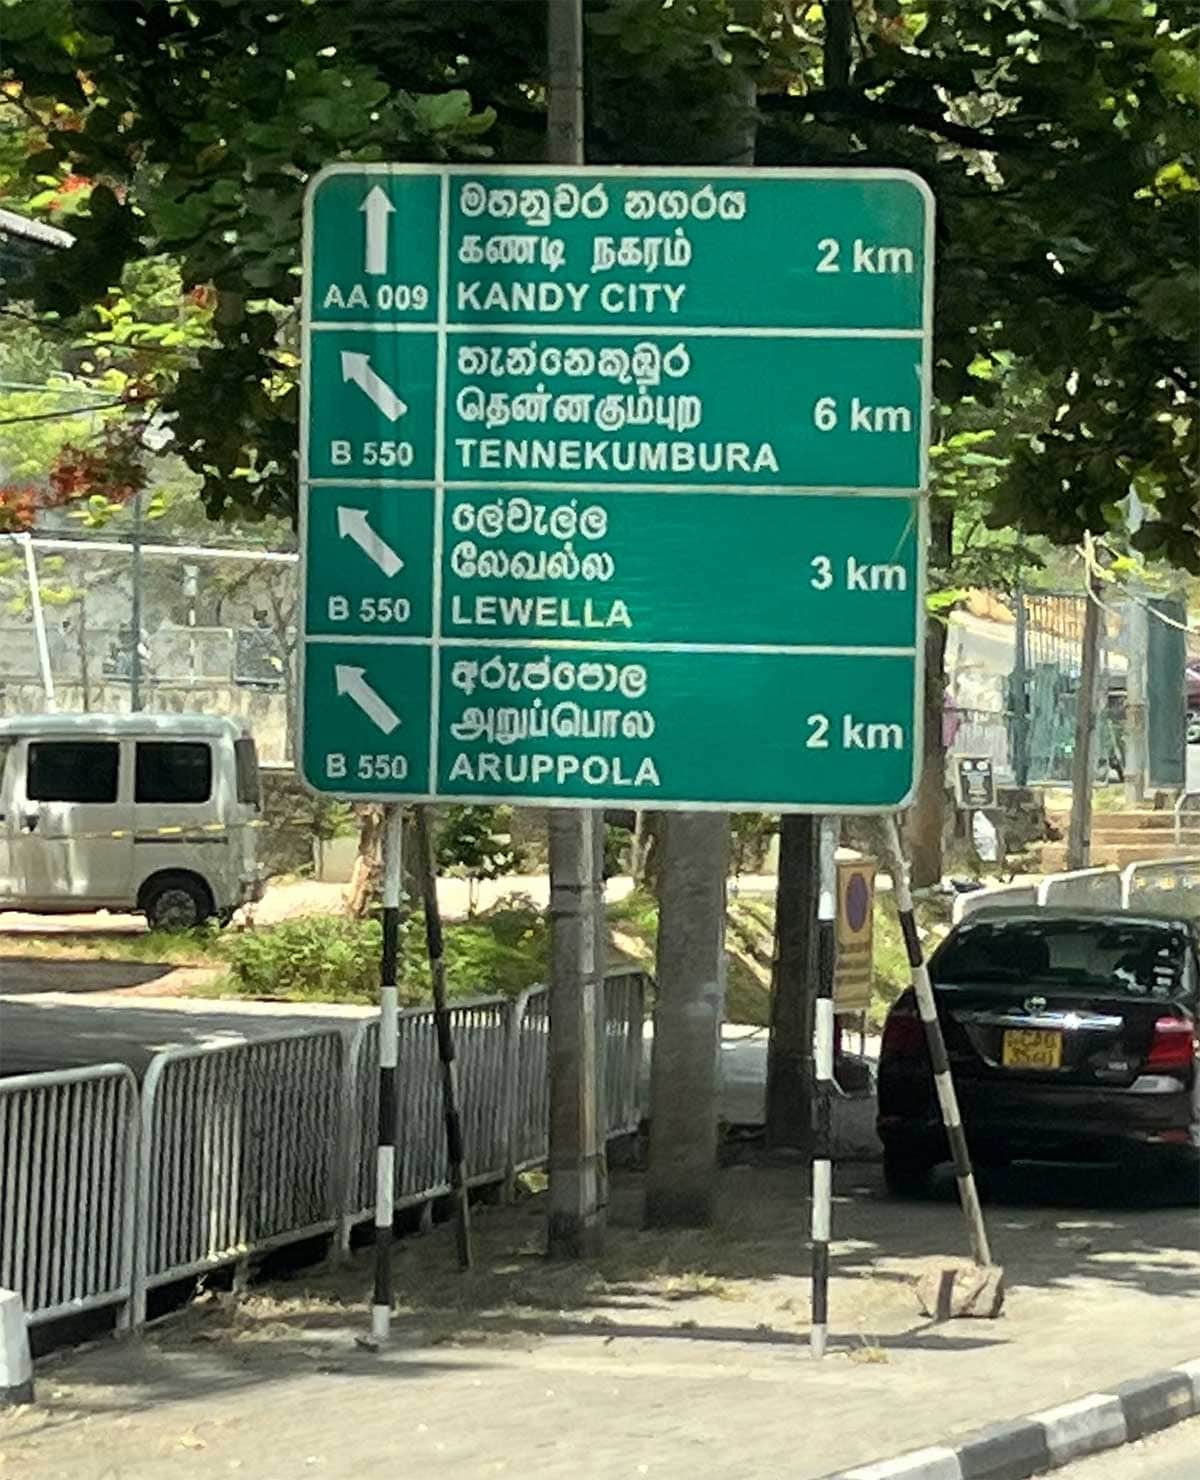 මහනුවර නගරය
கண்டி நகரம்
KANDY CITY
2 km
AA 009
තැන්නෙකුඹුර
தென்னகும்புற
TENNEKUMBURA
6 km
B 550
ලේවැල්ල
லேவல்ல
LEWELLA
3 km
B 550
අරුප්පොල
அறுப்பொல
ARUPPOLA
2 km
B 550